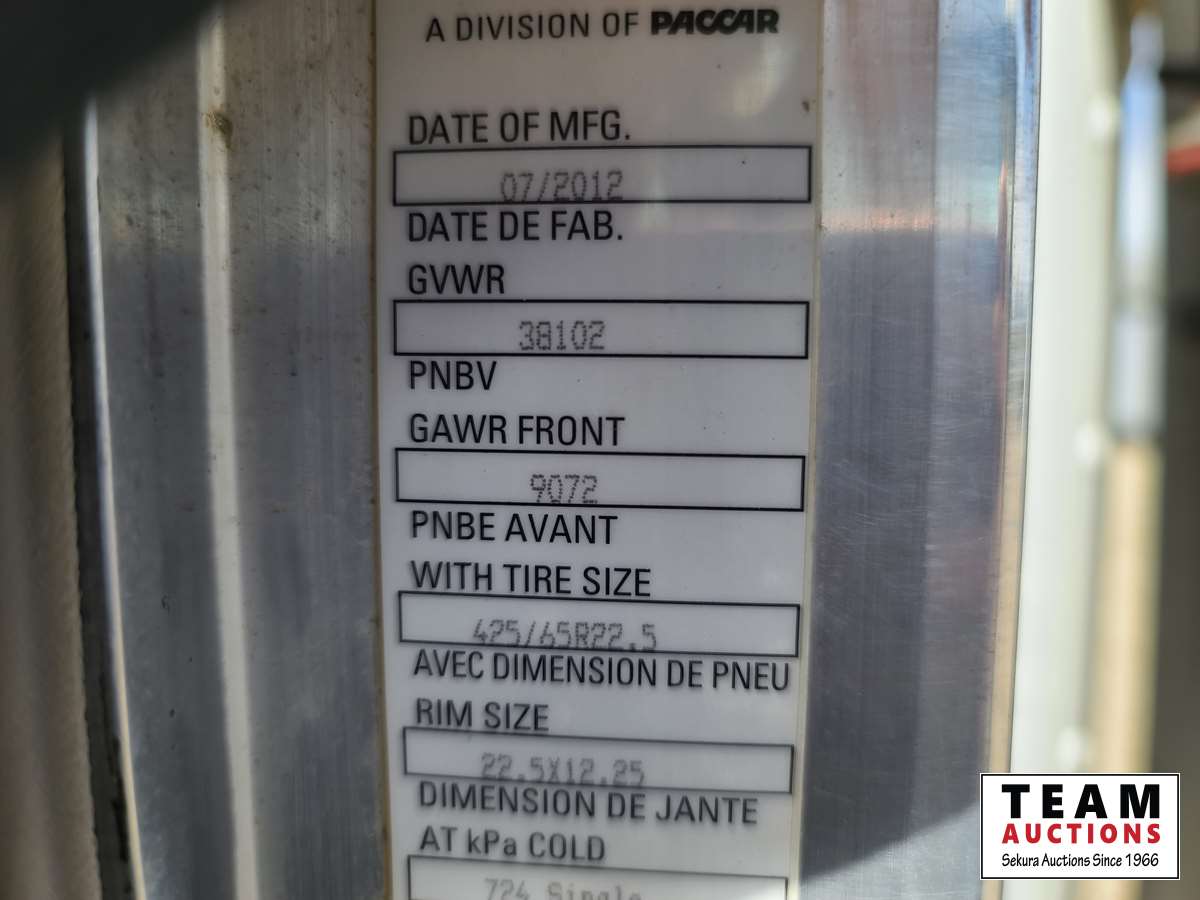 A DIVISION OF PACCAR
DATE OF MFG.
07/2012
DATE DE FAB.
GVWR
38102
PNBV
GAWR FRONT
9072
PNBE AVANT
WITH TIRE SIZE
425/65R22.5
AVEC DIMENSION DE PNEU
RIM SIZE
22.5X12.25
DIMENSION DE JANTE
AT kPa COLD
724 Single
TEAM
AUCTIONS
Sekura Auctions Since 1966